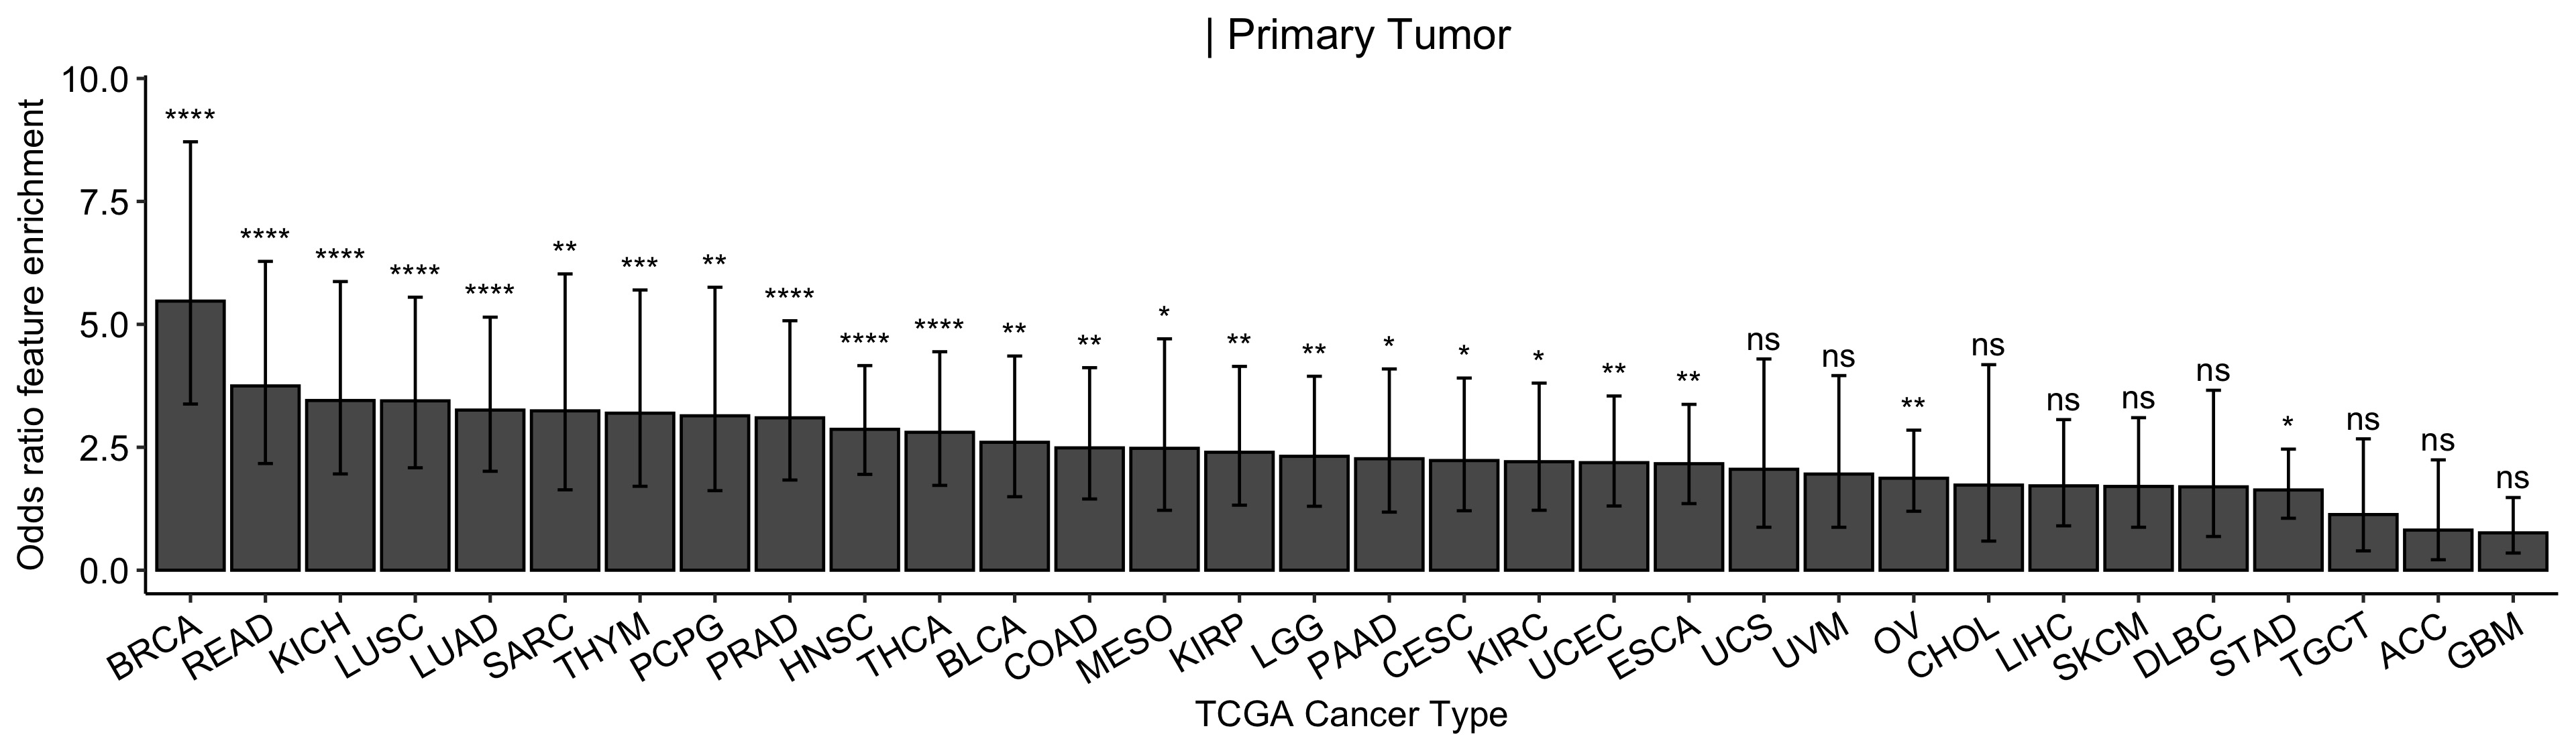 | Primary Tumor
Odds ratio feature enrichment
10.0
7.5
5.0
2.5
0.0
**** **** **** **** **** ** *** ** **** **** **** ** ** * ** ** * * * ** ** ns ns ** ns ns ns ns * ns ns ns
BRCA READ KICH LUSC LUAD SARC THYM PCPG PRAD HNSC THCA BLCA COAD MESO KIRP LGG PAAD CESC KIRC UCEC ESCA UCS UVM OV CHOL LIHC SKCM DLBC STAD TGCT ACC GBM
TCGA Cancer Type